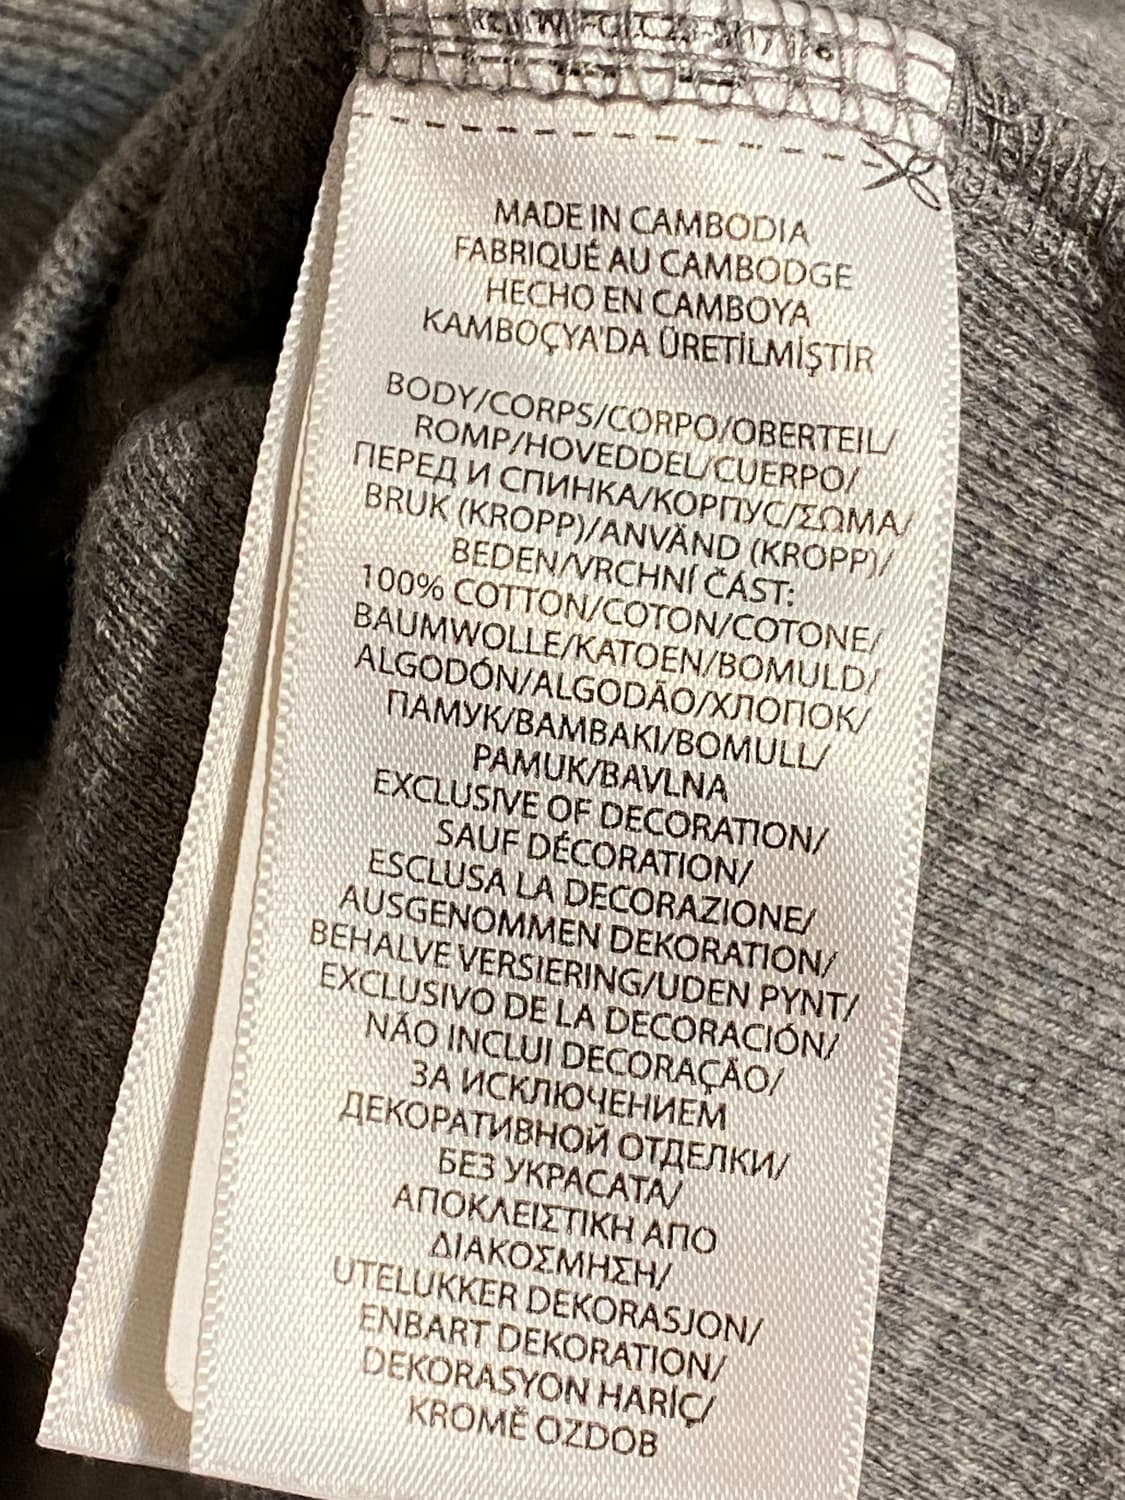 MADE IN CAMBODIA
FABRIQUÉ AU CAMBODGE
HECHO EN CAMBOYA
KAMBOÇYA'DA ÜRETİLMİŞTİR
BODY/CORPS/CORPO/OBERTEIL/
ROMP/HOVEDDEL/CUERPO/
ПЕРЕД И СПИНКА/КОРПУС/ΣΩΜΑ/
BRUK (KROPP)/ANVÄND (KROPP)/
BEDEN/VRCHNÍ ČÁST:
100% COTTON/COTON/COTONE/
BAUMWOLLE/KATOEN/BOMULD/
ALGODÓN/ALGODÃO/ХЛОПОК/
ПАМУК/BAMBAKI/BOMULL/
PAMUK/BAVLNA
EXCLUSIVE OF DECORATION/
SAUF DÉCORATION/
ESCLUSA LA DECORAZIONE/
AUSGENOMMEN DEKORATION/
BEHALVE VERSIERING/UDEN PYNT/
EXCLUSIVO DE LA DECORACIÓN/
NÃO INCLUI DECORAÇÃO/
ЗА ИСКЛЮЧЕНИЕМ
ДЕКОРАТИВНОЙ ОТДЕЛКИ/
БЕЗ УКРАСАТА/
ΑΠΟΚΛΕΙΣΤΙΚΗ ΑΠΟ
ΔΙΑΚΟΣΜΗΣΗ/
UTELUKKER DEKORASJON/
ENBART DEKORATION/
DEKORASYON HARİÇ/
KROMĚ OZDOB